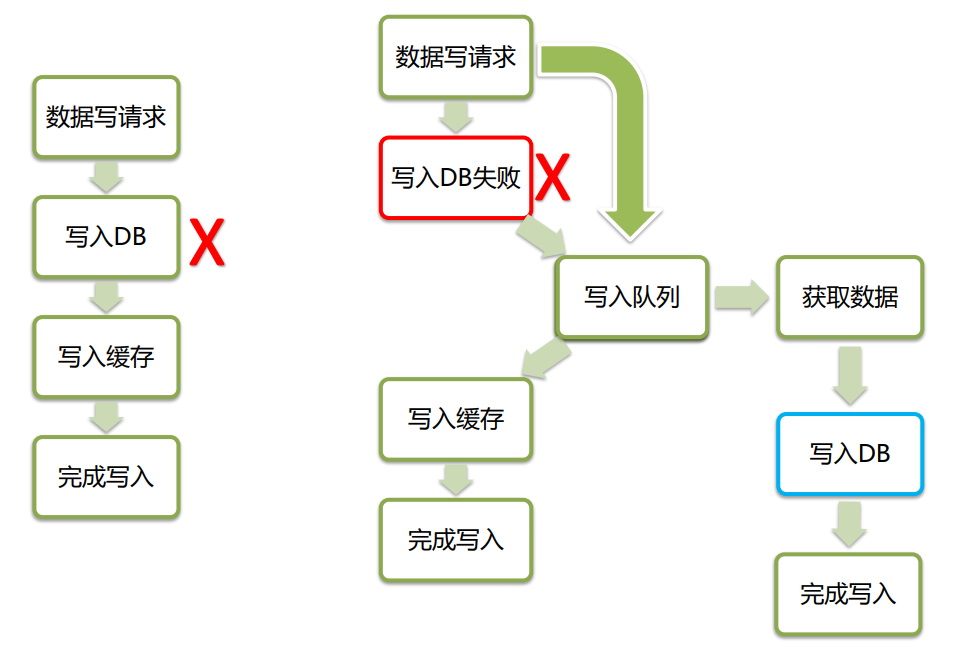 数据写请求
写入DB
X
写入缓存
完成写入
数据写请求
写入DB失败
X
写入队列
写入缓存
完成写入
获取数据
写入DB
完成写入